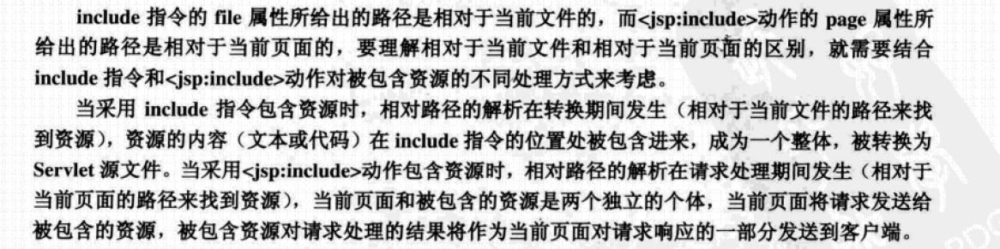 include 指令的 file 属性所给出的路径是相对于当前文件的，而<jsp:include>动作的 page 属性所
给出的路径是相对于当前页面的，要理解相对于当前文件和相对于当前页面的区别，就需要结合
include 指令和<jsp:include>动作对被包含资源的不同处理方式来考虑。
当采用 include 指令包含资源时，相对路径的解析在转换期间发生（相对于当前文件的路径来找
到资源），资源的内容（文本或代码）在 include 指令的位置处被包含进来，成为一个整体，被转换为
Servlet 源文件。当采用<jsp:include>动作包含资源时，相对路径的解析在请求处理期间发生（相对于
当前页面的路径来找到资源），当前页面和被包含的资源是两个独立的个体，当前页面将请求发送给
被包含的资源，被包含资源对请求处理的结果将作为当前页面对请求响应的一部分发送到客户端。